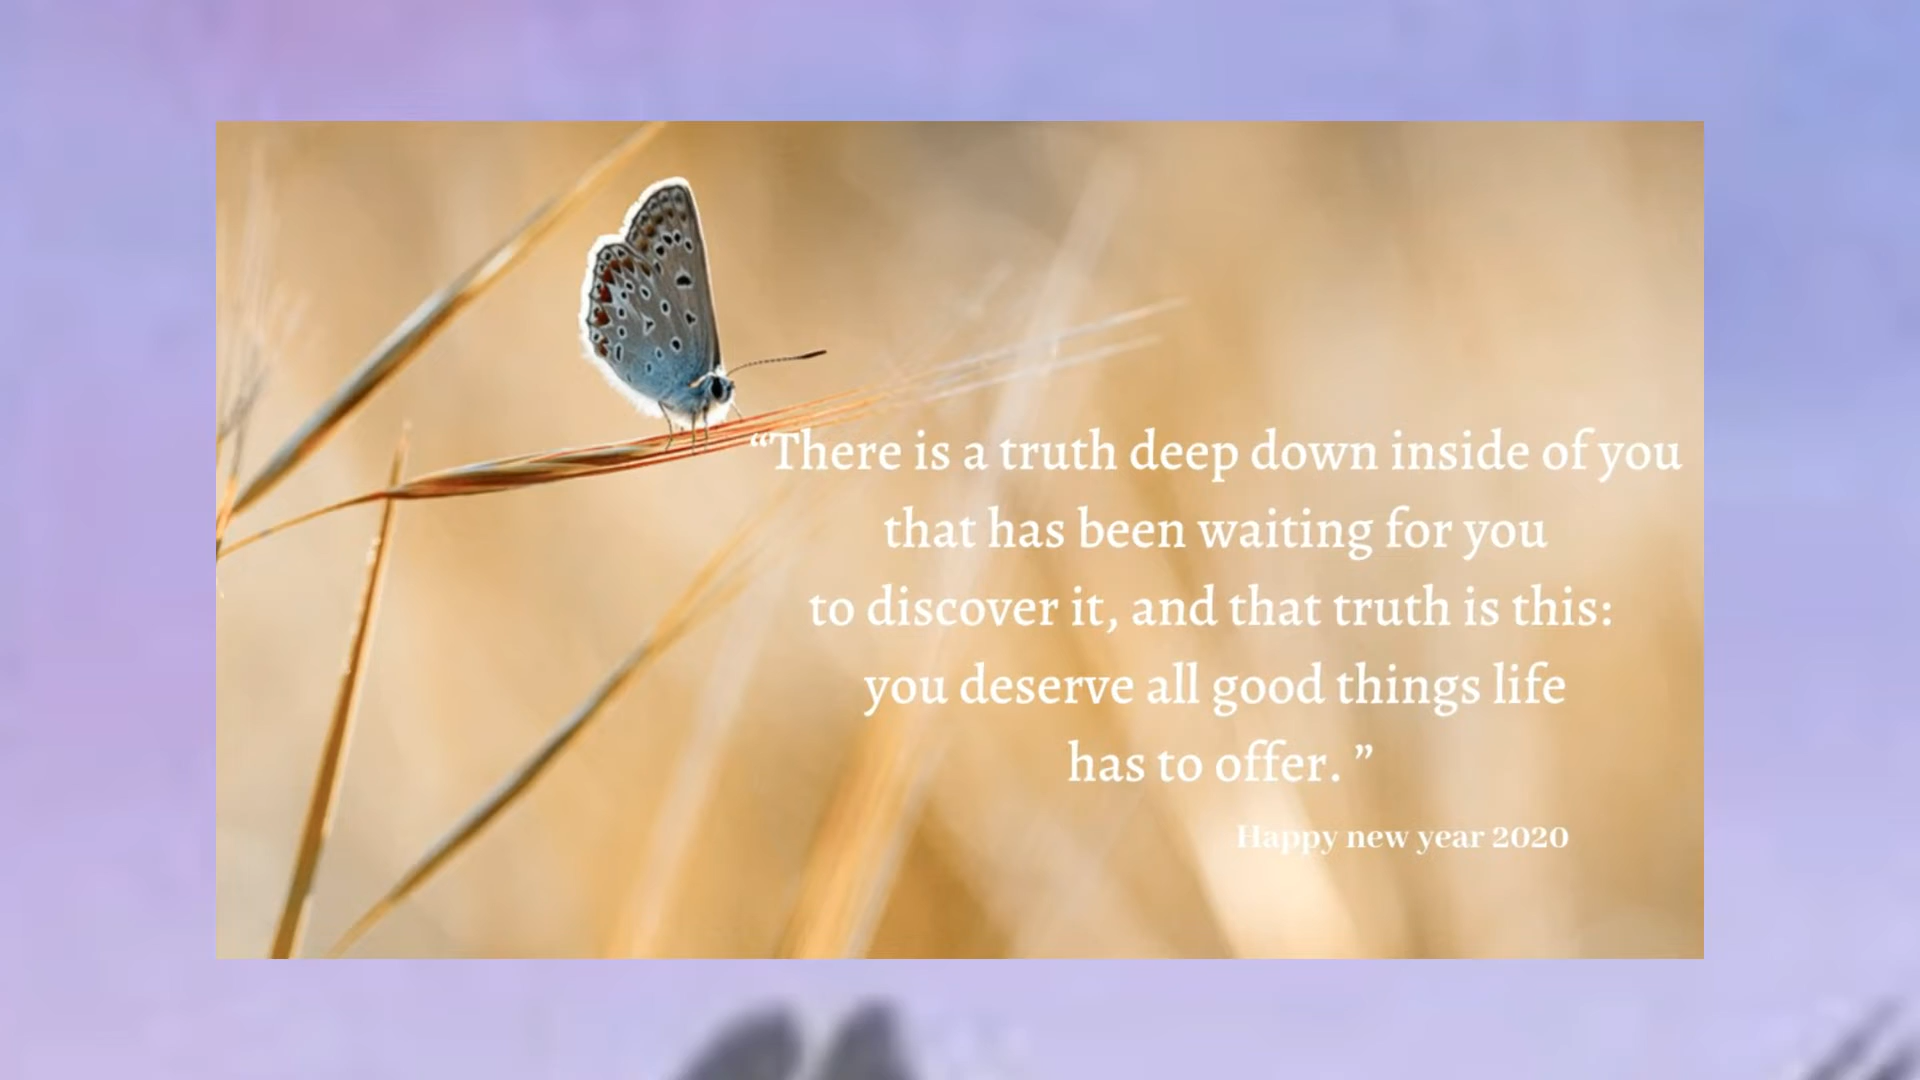 “There is a truth deep down inside of you
that has been waiting for you
to discover it, and that truth is this:
you deserve all good things life
has to offer. ”
Happy new year 2020